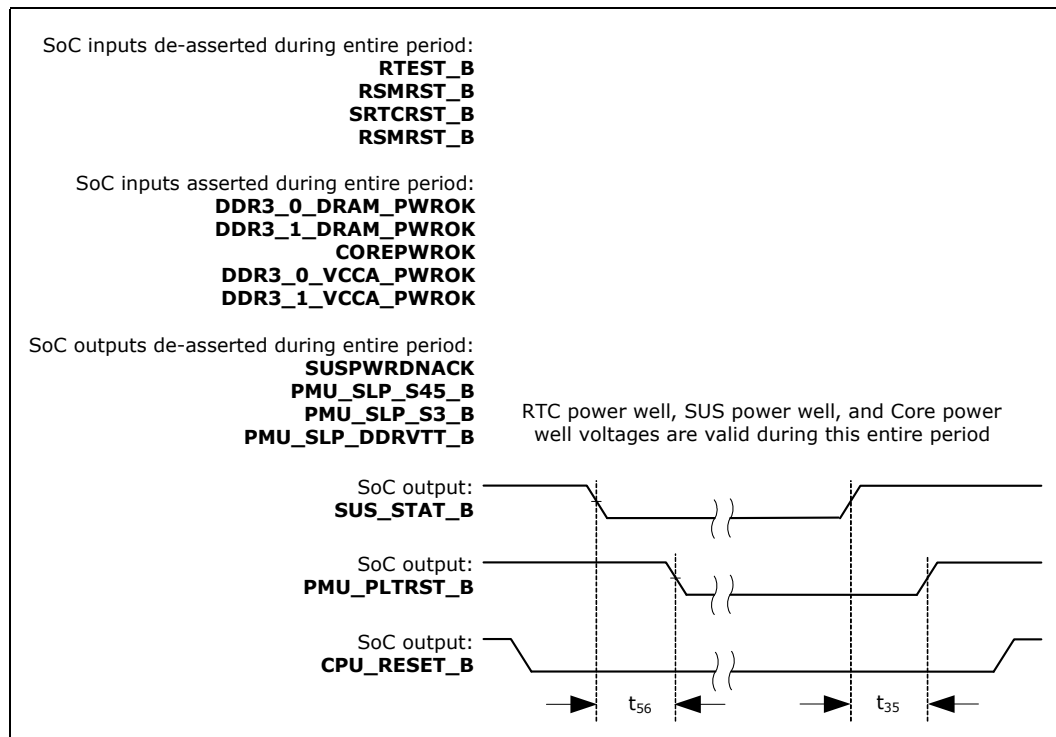 SoC inputs de-asserted during entire period:
RTEST_B
RSMRST_B
SRTCRST_B
RSMRST_B
SoC inputs asserted during entire period:
DDR3_0_DRAM_PWROK
DDR3_1_DRAM_PWROK
COREPWROK
DDR3_0_VCCA_PWROK
DDR3_1_VCCA_PWROK
SoC outputs de-asserted during entire period:
SUSPWRDNACK
PMU_SLP_S45_B
PMU_SLP_S3_B
PMU_SLP_DDRVTT_B
RTC power well, SUS power well, and Core power
well voltages are valid during this entire period
SoC output:
SUS_STAT_B
SoC output:
PMU_PLTRST_B
SoC output:
CPU_RESET_B
t56
t35